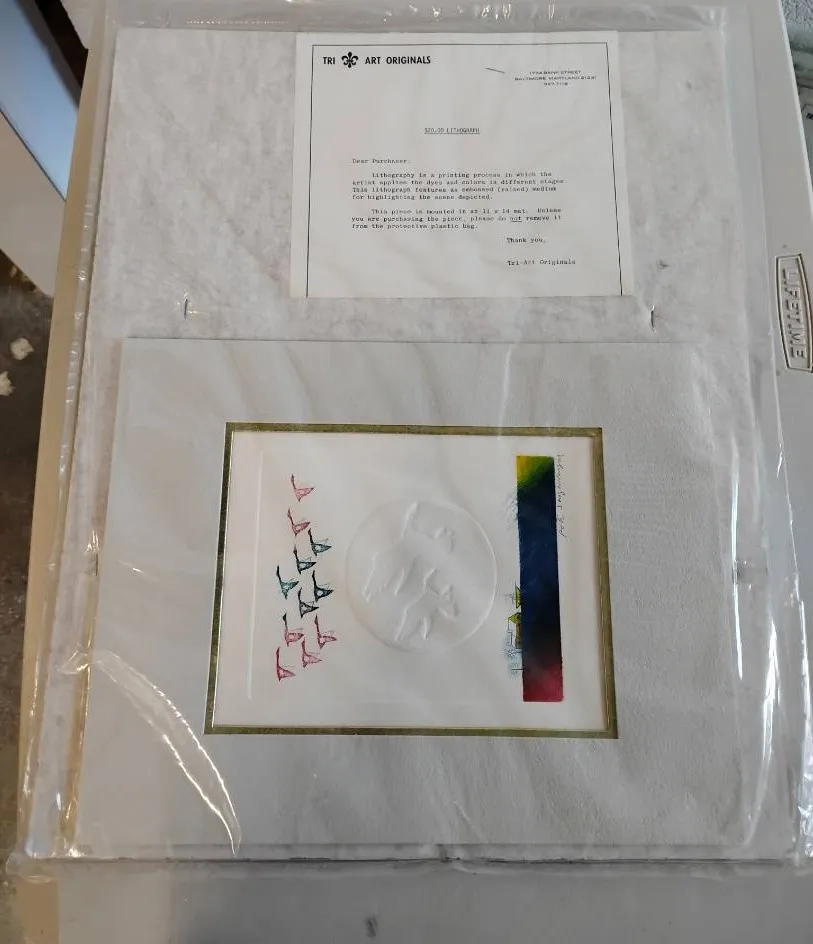 TRI ART ORIGINALS
BALTIMORE, MARYLAND 21231
$20.00 LITHOGRAPH
Dear Purchaser:
Lithography is a printing process in which the
artist applies the dyes and colors in different stages.
This lithograph features an embossed (raised) medium
for highlighting the scene depicted.
This piece is mounted in an 11 x 14 mat. Unless
you are purchasing the piece, please do not remove it
from the protective plastic bag.
Thank you,
Tri-Art Originals
LIFETIME